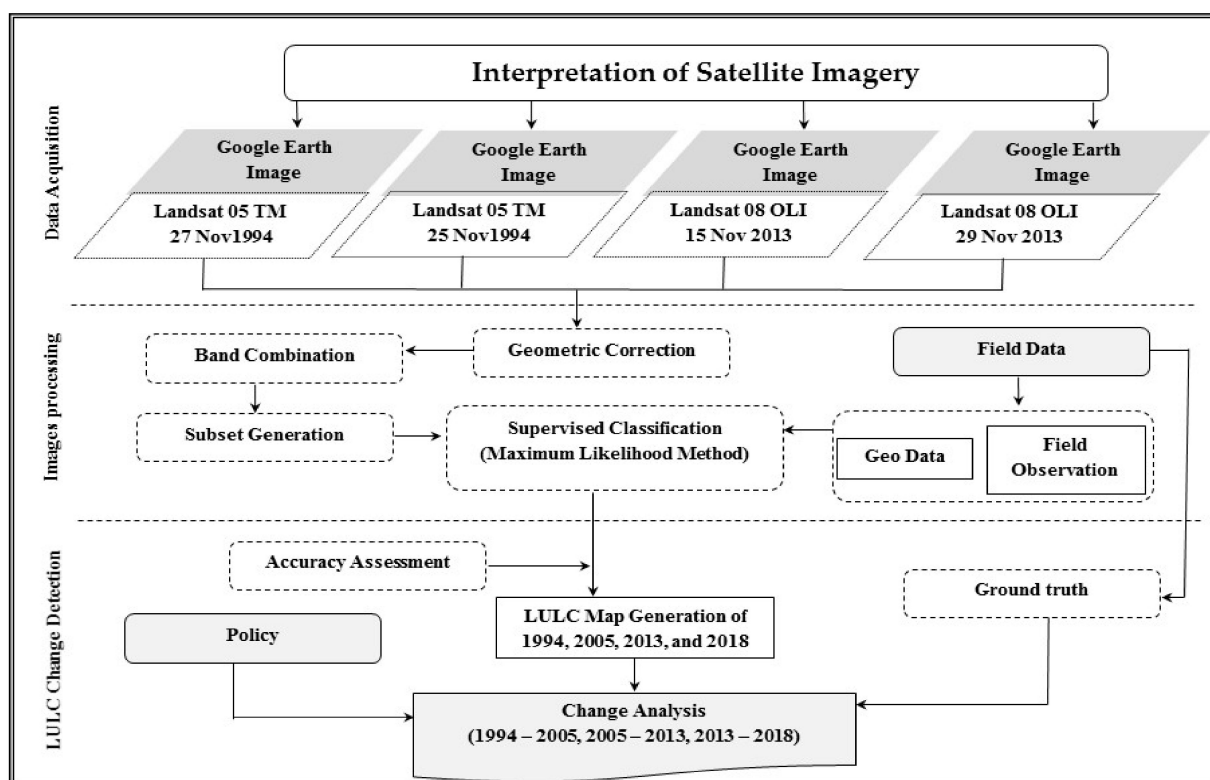 Interpretation of Satellite Imagery
Data Acquisition
Google Earth
Image
Landsat 05 TM
27 Nov1994
Google Earth
Image
Landsat 05 TM
25 Nov1994
Google Earth
Image
Landsat 08 OLI
15 Nov 2013
Google Earth
Image
Landsat 08 OLI
29 Nov 2013
Images processing
Band Combination
Geometric Correction
Field Data
Subset Generation
Supervised Classification
(Maximum Likelihood Method)
Geo Data
Field
Observation
LULC Change Detection
Accuracy Assessment
Ground truth
LULC Map Generation of
1994, 2005, 2013, and 2018
Policy
Change Analysis
(1994 – 2005, 2005 – 2013, 2013 – 2018)